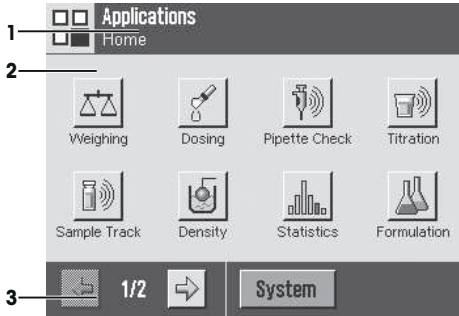 Applications
1
Home
2
Weighing Dosing Pipette Check Titration
Sample Track Density Statistics Formulation
3 1/2 System